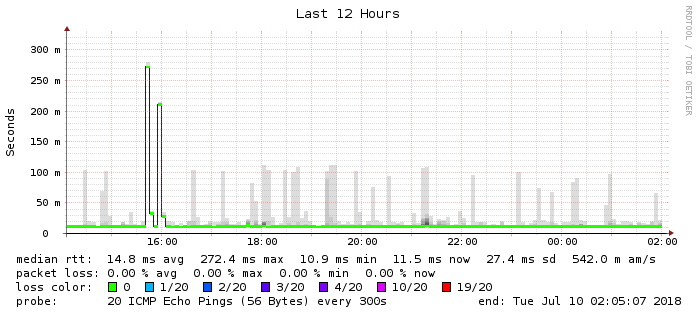 Last 12 Hours
RRDTOOL / TOBI OETIKER
Seconds
300 m
250 m
200 m
150 m
100 m
50 m
0
16:00 18:00 20:00 22:00 00:00 02:00
median rtt: 14.8 ms avg 272.4 ms max 10.9 ms min 11.5 ms now 27.4 ms sd 542.0 m am/s
packet loss: 0.00 % avg 0.00 % max 0.00 % min 0.00 % now
loss color: 0 1/20 2/20 3/20 4/20 10/20 19/20
probe: 20 ICMP Echo Pings (56 Bytes) every 300s end: Tue Jul 10 02:05:07 2018